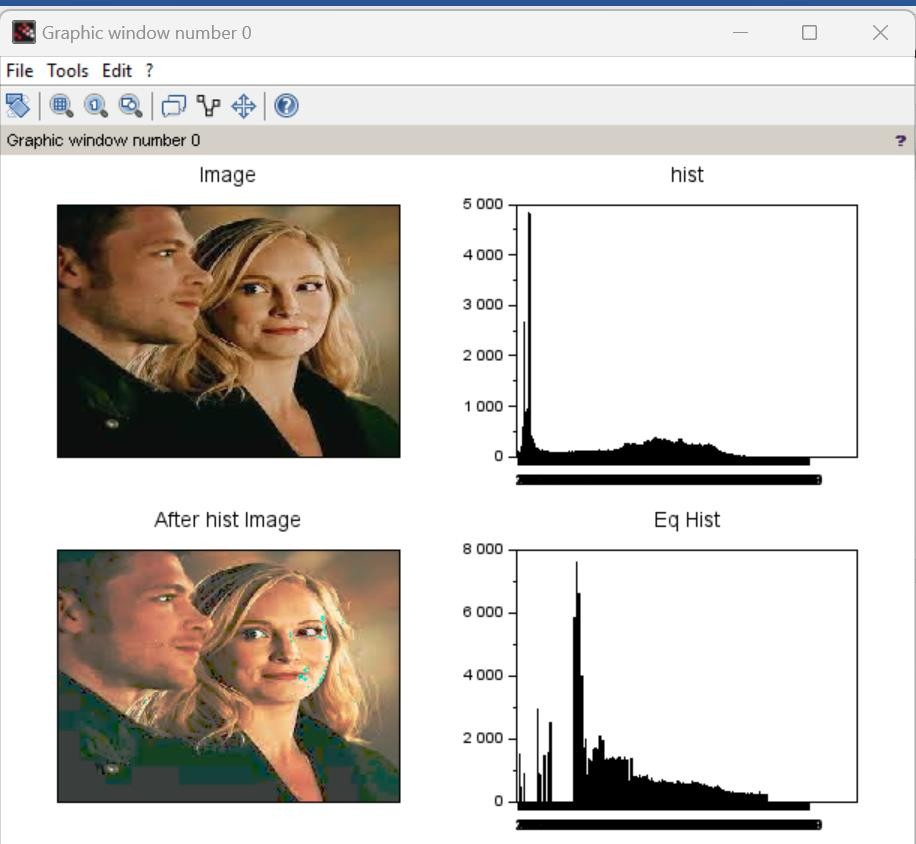 Graphic window number 0
File Tools Edit ?
Graphic window number 0 ?
Image
hist
5 000
4 000
3 000
2 000
1 000
0
After hist Image
Eq Hist
8 000
6 000
4 000
2 000
0